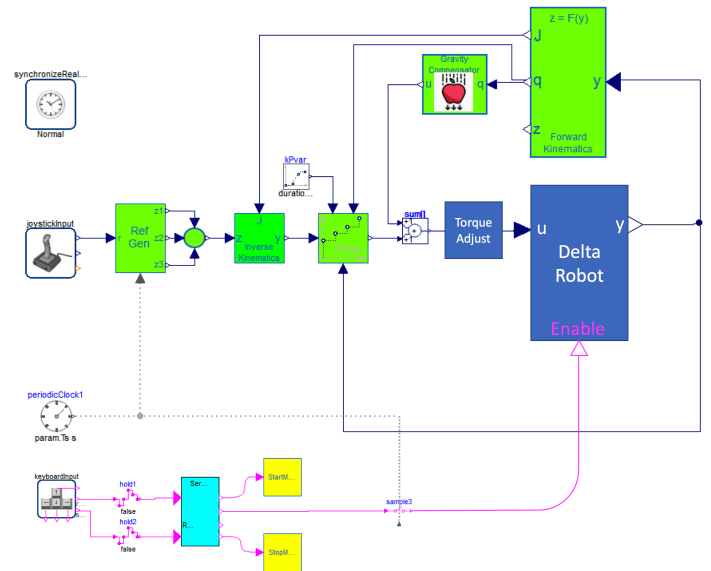 z = F(y)
J
q
y
z
Forward
Kinematics
Gravity
Compensator
u
q
synchronizeReal...
Normal
kPvar
duratio...
joystickInput
r
Ref
Gen
z1
z2
z3
J
z
y
Inverse
Kinematics
sum[]
+
+
+
Torque
Adjust
u
y
Delta
Robot
Enable
periodicClock1
param.Ts s
keyboardInput
hold1
false
hold2
false
Ser...
R...
StartM...
StopM...
sample3